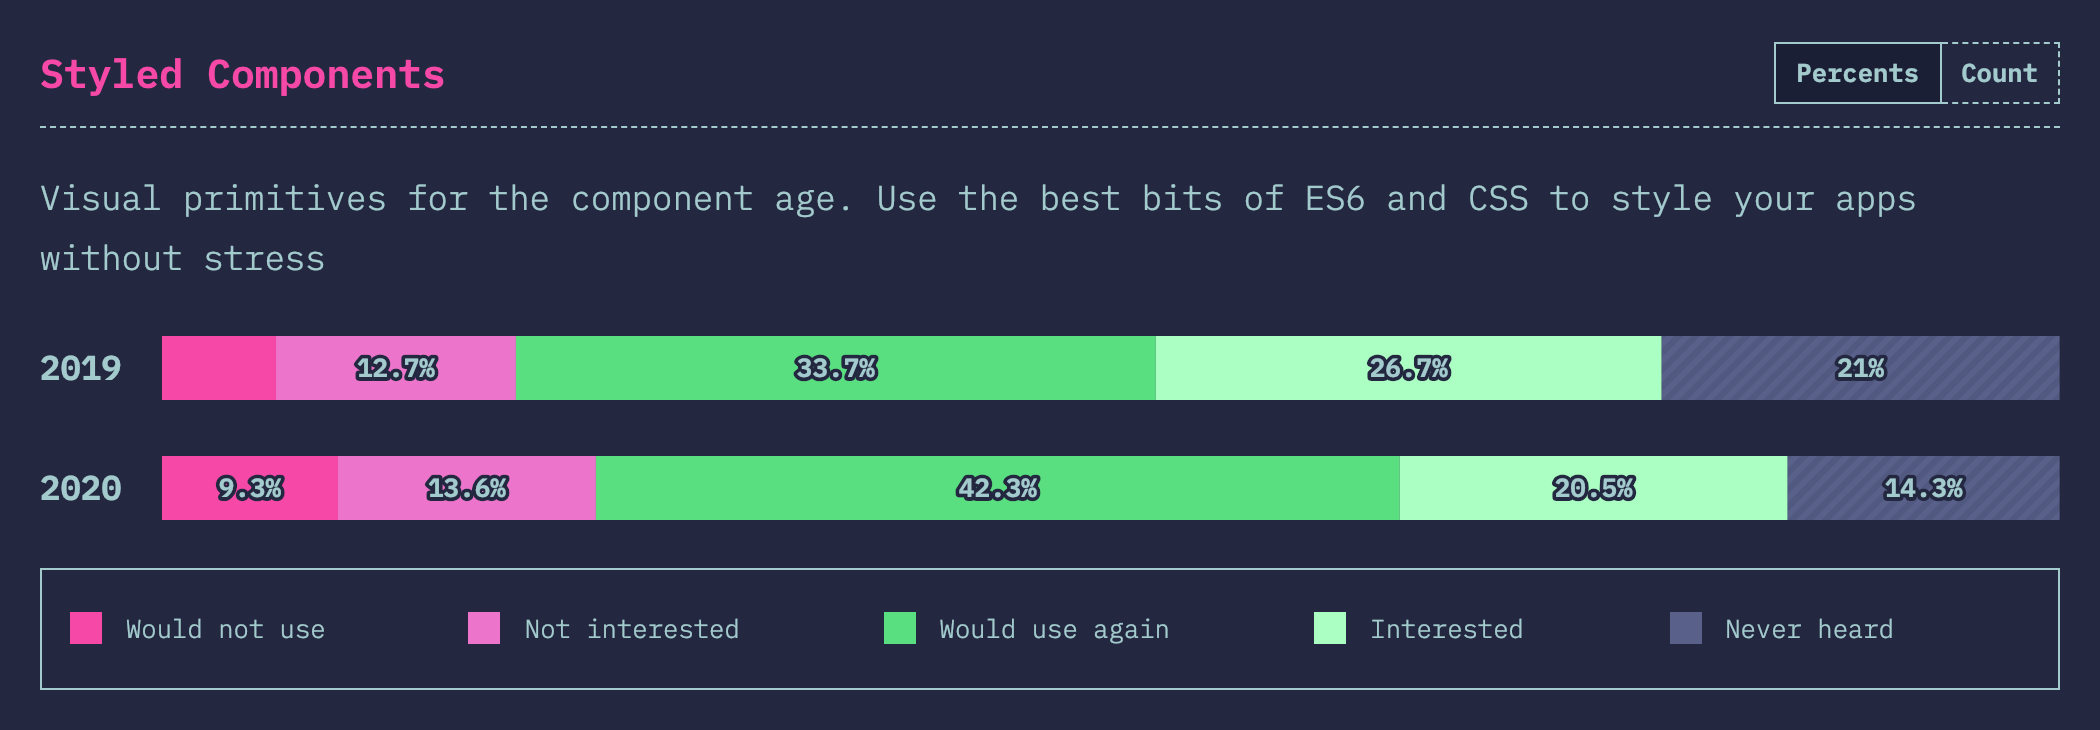 Styled Components
Percents Count
Visual primitives for the component age. Use the best bits of ES6 and CSS to style your apps
without stress
2019 12.7% 33.7% 26.7% 21%
2020 9.3% 13.6% 42.3% 20.5% 14.3%
Would not use Not interested Would use again Interested Never heard